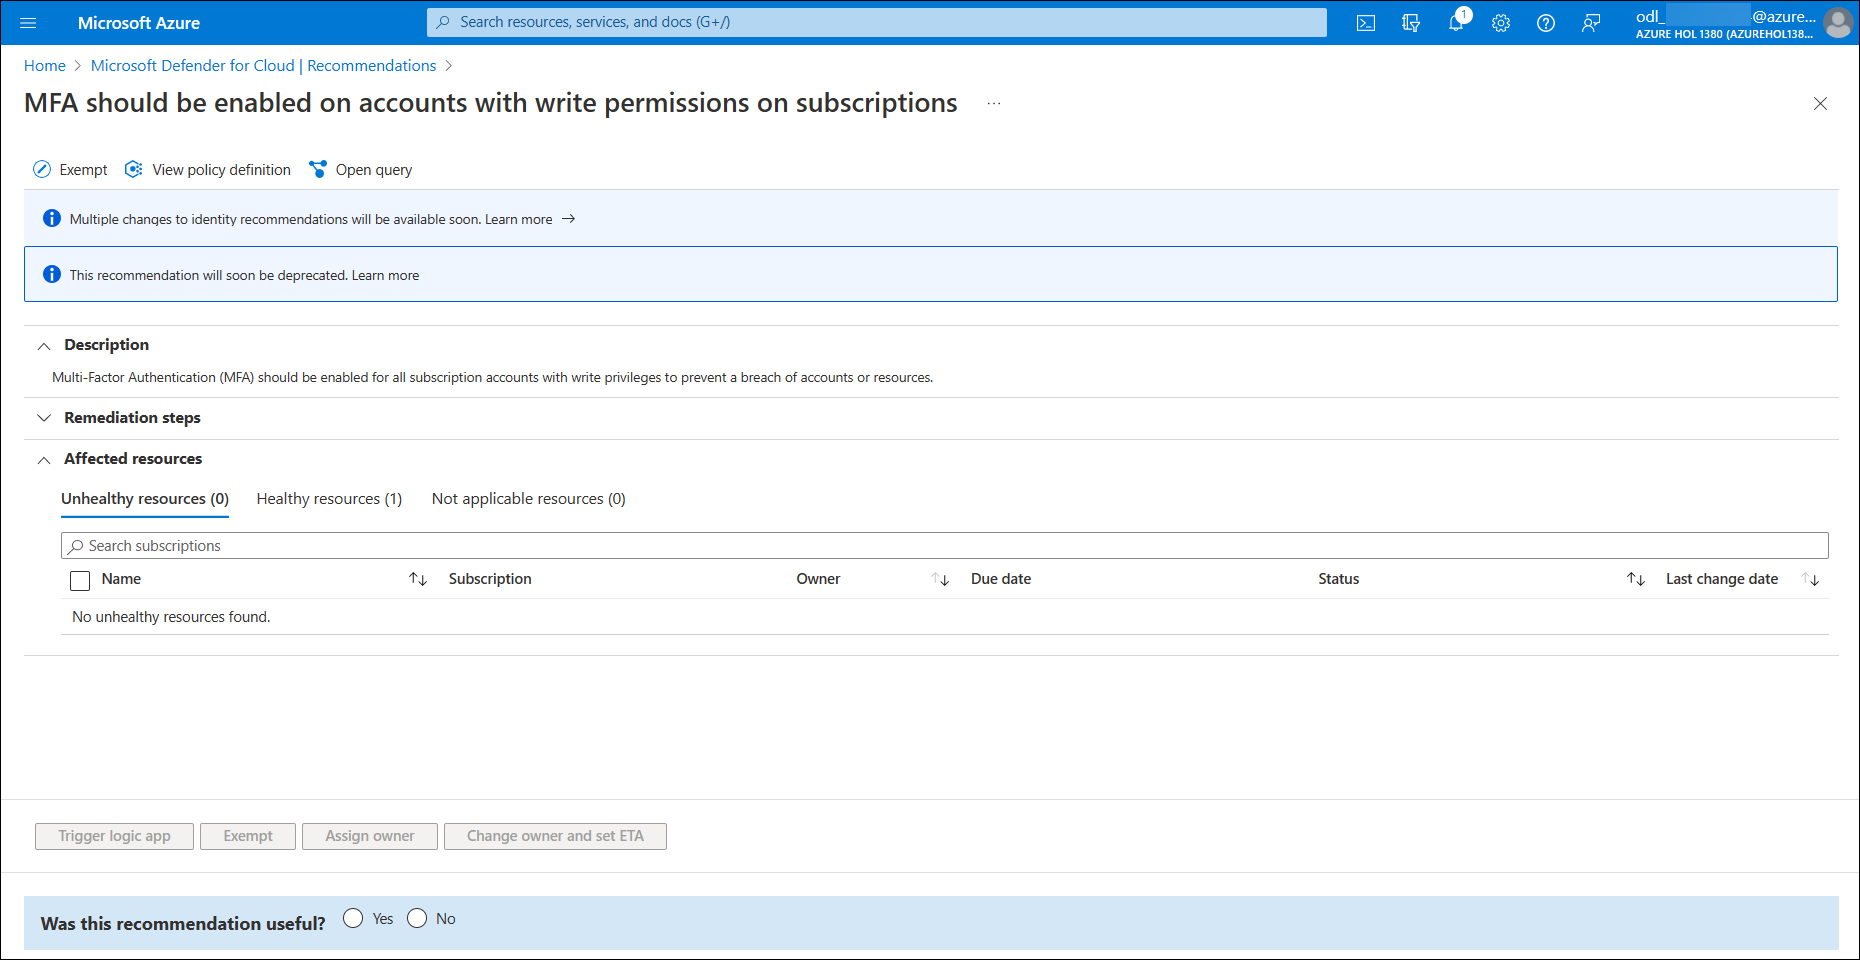 Microsoft Azure
Search resources, services, and docs (G+/)
1
odl_ @azure...
AZURE HOL 1380 (AZUREHOL138...
Home > Microsoft Defender for Cloud | Recommendations >
MFA should be enabled on accounts with write permissions on subscriptions ...
Exempt View policy definition Open query
Multiple changes to identity recommendations will be available soon. Learn more →
This recommendation will soon be deprecated. Learn more
Description
Multi-Factor Authentication (MFA) should be enabled for all subscription accounts with write privileges to prevent a breach of accounts or resources.
Remediation steps
Affected resources
Unhealthy resources (0) Healthy resources (1) Not applicable resources (0)
Search subscriptions
Name ↑↓ Subscription Owner ↑↓ Due date Status ↑↓ Last change date ↑↓
No unhealthy resources found.
Trigger logic app Exempt Assign owner Change owner and set ETA
Was this recommendation useful? Yes No